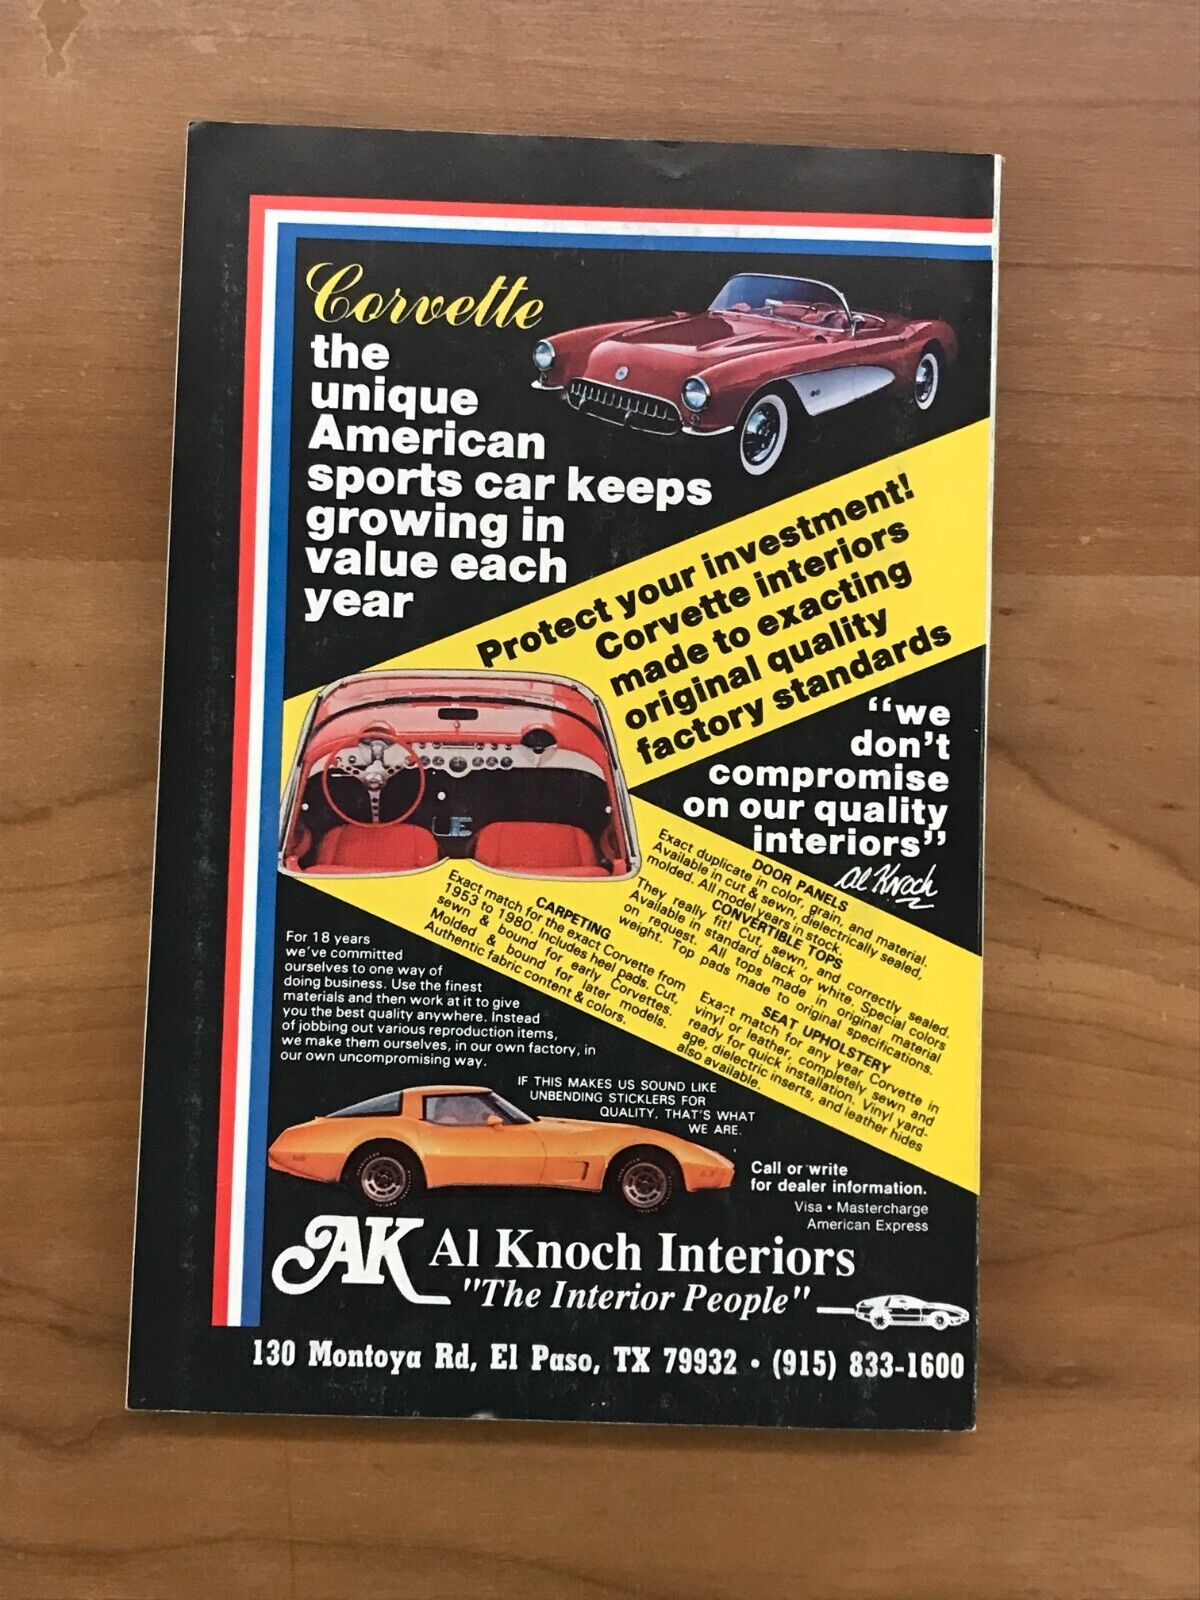 Corvette
the
unique
American
sports car keeps
growing in
value each
year
Protect your investment!
Corvette interiors
made to exacting
original quality
factory standards
"we
don't
compromise
on our quality
interiors"
Al Knoch
DOOR PANELS
Exact duplicate in color, grain, and material.
Available in cut & sewn, dielectrically sealed,
molded. All model years in stock.
CONVERTIBLE TOPS
They really fit! Cut, sewn, and correctly sealed.
Available in standard black or white. Special colors
on request. All tops made in original material
weight. Top pads made to original specifications.
SEAT UPHOLSTERY
Exact match for any year Corvette in
vinyl or leather, completely sewn and
ready for quick installation. Vinyl yard-
age, dielectric inserts, and leather hides
also available.
CARPETING
Exact match for the exact Corvette from
1953 to 1980. Includes heel pads. Cut,
sewn & bound for early Corvettes.
Molded & bound for later models.
Authentic fabric content & colors.
For 18 years
we've committed
ourselves to one way of
doing business. Use the finest
materials and then work at it to give
you the best quality anywhere. Instead
of jobbing out various reproduction items,
we make them ourselves, in our own factory, in
our own uncompromising way.
IF THIS MAKES US SOUND LIKE
UNBENDING STICKLERS FOR
QUALITY, THAT'S WHAT
WE ARE.
Call or write
for dealer information.
Visa • Mastercharge
American Express
AK Al Knoch Interiors
"The Interior People"
130 Montoya Rd, El Paso, TX 79932 • (915) 833-1600